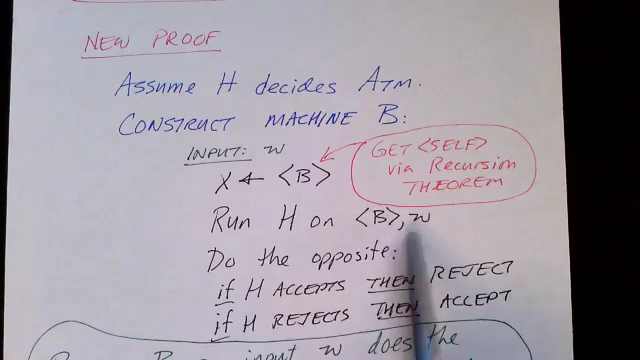 NEW PROOF
Assume H decides ATM.
CONSTRUCT MACHINE B:
INPUT: w
X ← <B>
GET <SELF>
via Recursion
THEOREM
Run H on <B>, w
Do the opposite:
if H ACCEPTS THEN REJECT
if H REJECTS THEN ACCEPT
input w does the